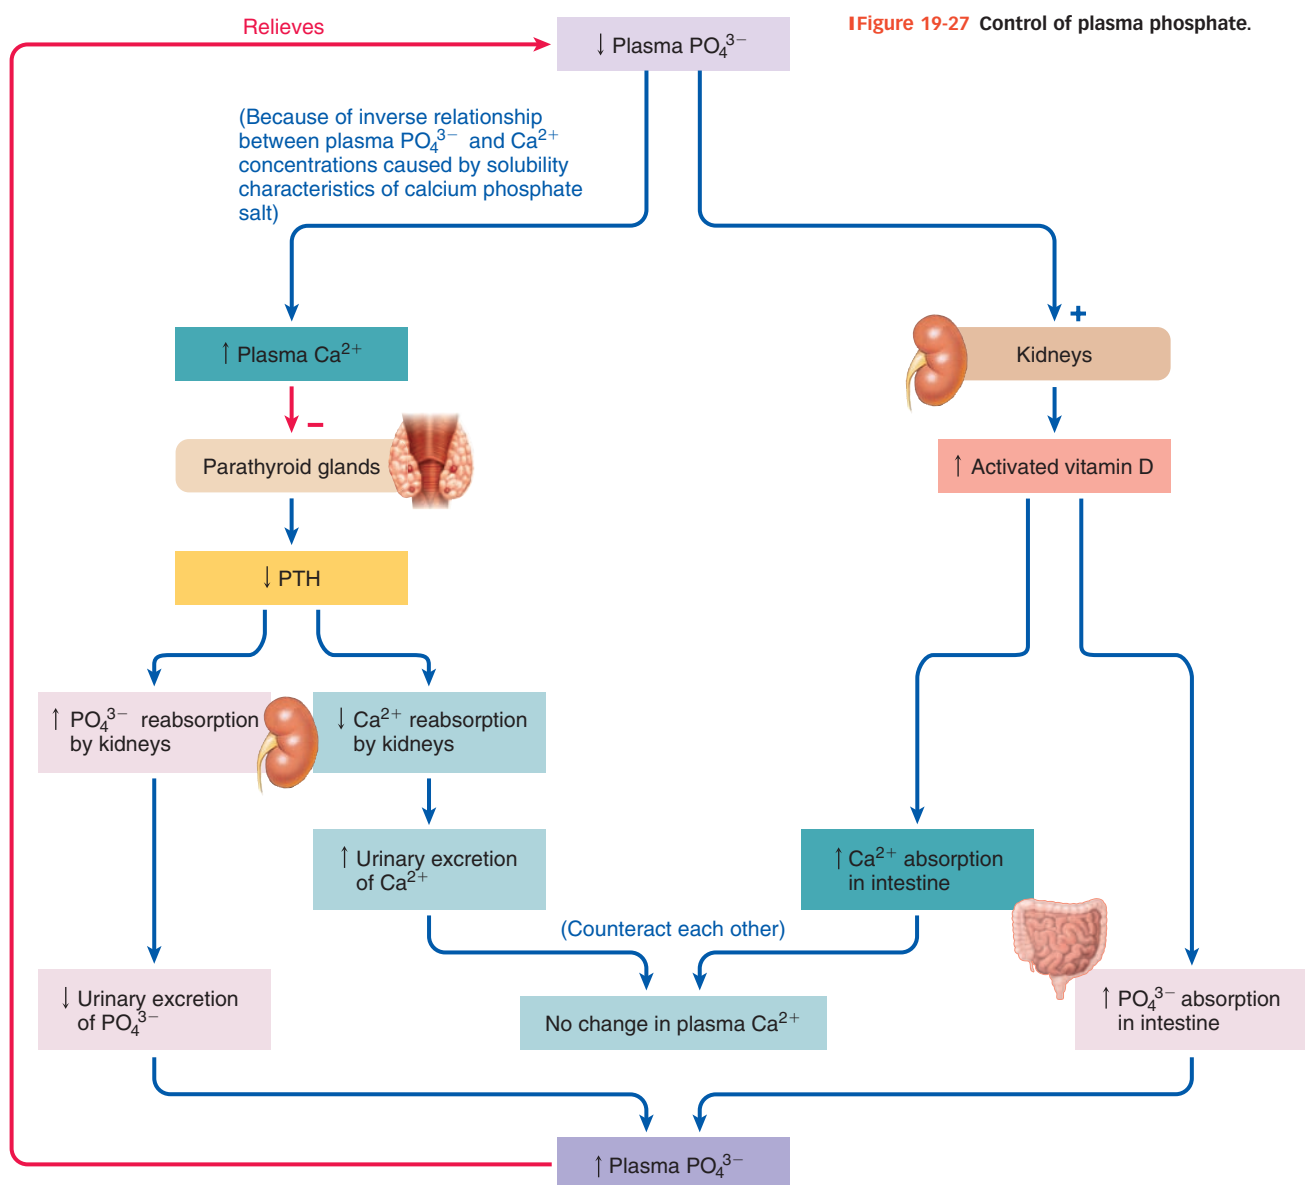 Relieves
↓ Plasma PO₄³⁻
Figure 19-27 Control of plasma phosphate.
(Because of inverse relationship
between plasma PO₄³⁻ and Ca²⁺
concentrations caused by solubility
characteristics of calcium phosphate
salt)
↑ Plasma Ca²⁺
−
Parathyroid glands
↓ PTH
+
Kidneys
↑ Activated vitamin D
↑ PO₄³⁻ reabsorption
by kidneys
↓ Ca²⁺ reabsorption
by kidneys
↑ Urinary excretion
of Ca²⁺
↑ Ca²⁺ absorption
in intestine
(Counteract each other)
↓ Urinary excretion
of PO₄³⁻
No change in plasma Ca²⁺
↑ PO₄³⁻ absorption
in intestine
↑ Plasma PO₄³⁻